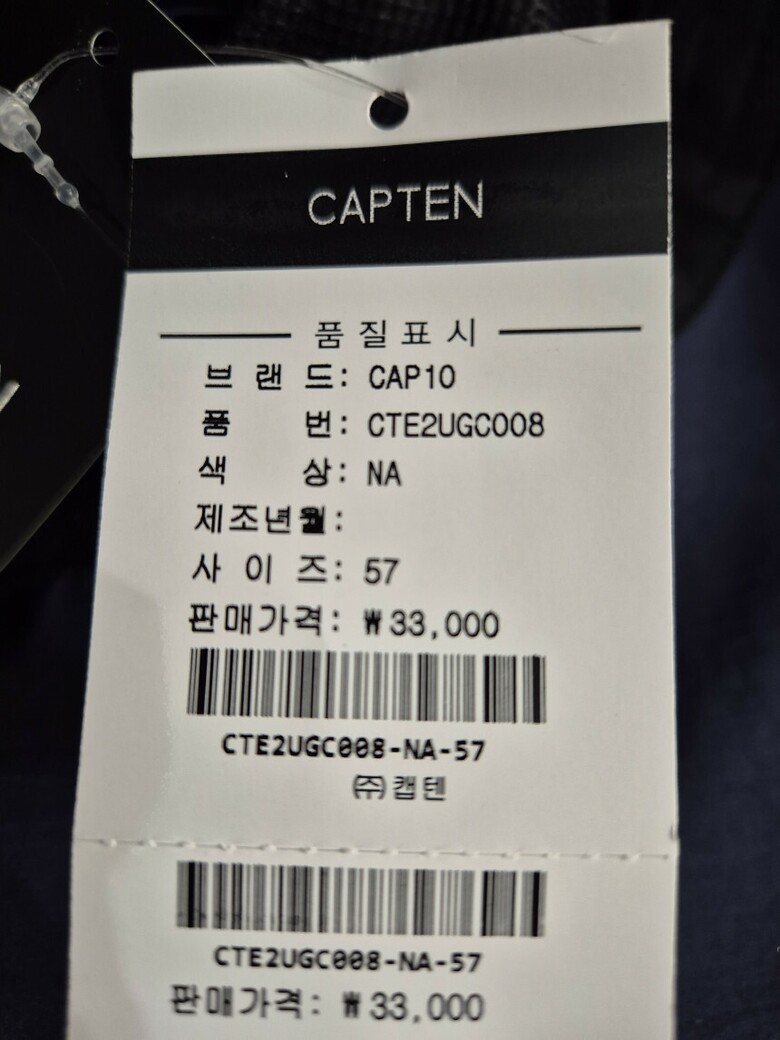 CAPTEN
품질표시
브랜드: CAP10
품 번: CTE2UGC008
색 상: NA
제조년월:
사이즈: 57
판매가격: ₩33,000
CTE2UGC008-NA-57
㈜캡텐
CTE2UGC008-NA-57
판매가격: ₩33,000